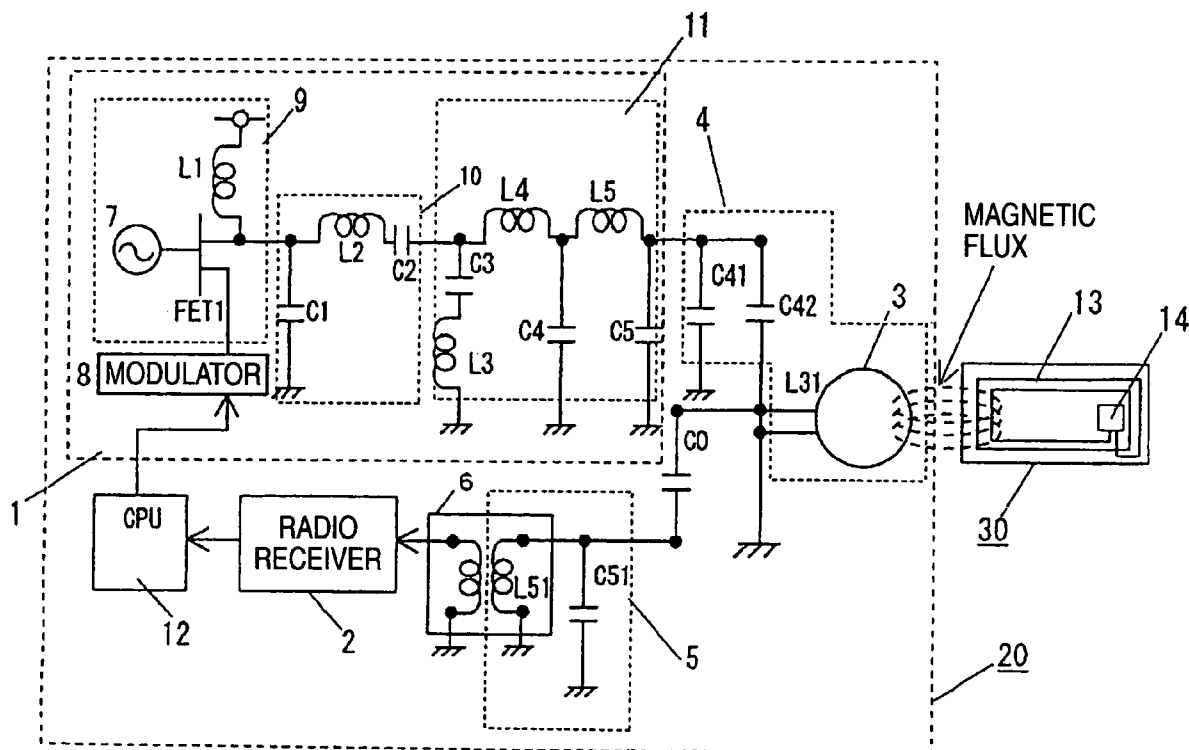 11
9
4
L1
10
L4
L5
MAGNETIC
FLUX
7
L2
C2
C3
C41
3
13
14
FET1
C1
C4
C5
C42
8 MODULATOR
L3
L31
C0
1
6
30
CPU
RADIO
RECEIVER
L51
C51
12
2
5
20